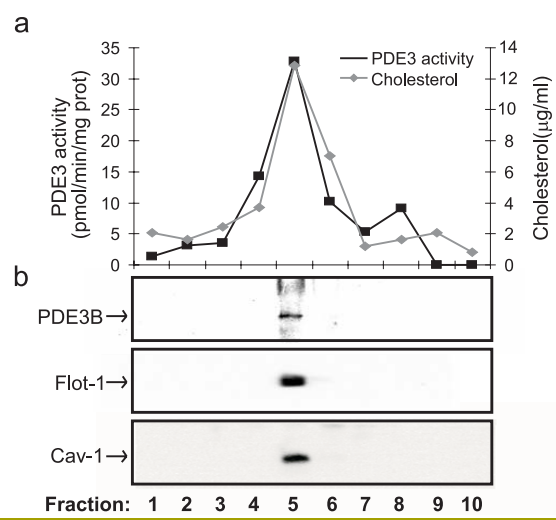 a
PDE3 activity
Cholesterol
PDE3 activity
(pmol/min/mg prot)
35
30
25
20
15
10
5
0
Cholesterol(µg/ml)
14
12
10
8
6
4
2
0
b
PDE3B→
Flot-1→
Cav-1→
Fraction: 1 2 3 4 5 6 7 8 9 10